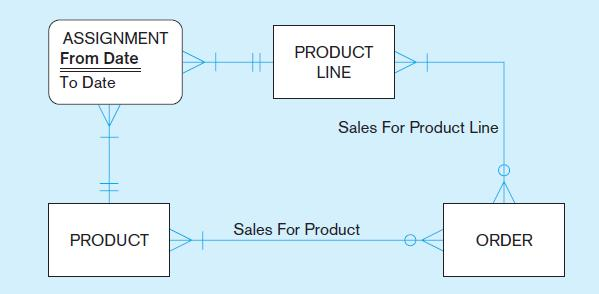 ASSIGNMENT
From Date
To Date
PRODUCT
LINE
Sales For Product Line
PRODUCT
Sales For Product
ORDER